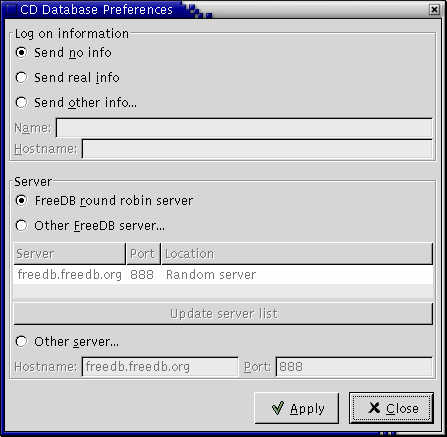 CD Database Preferences
Log on information
Send no info
Send real info
Send other info...
Name:
Hostname:
Server
FreeDB round robin server
Other FreeDB server...
Server Port Location
freedb.freedb.org 888 Random server
Update server list
Other server...
Hostname: freedb.freedb.org Port: 888
Apply Close